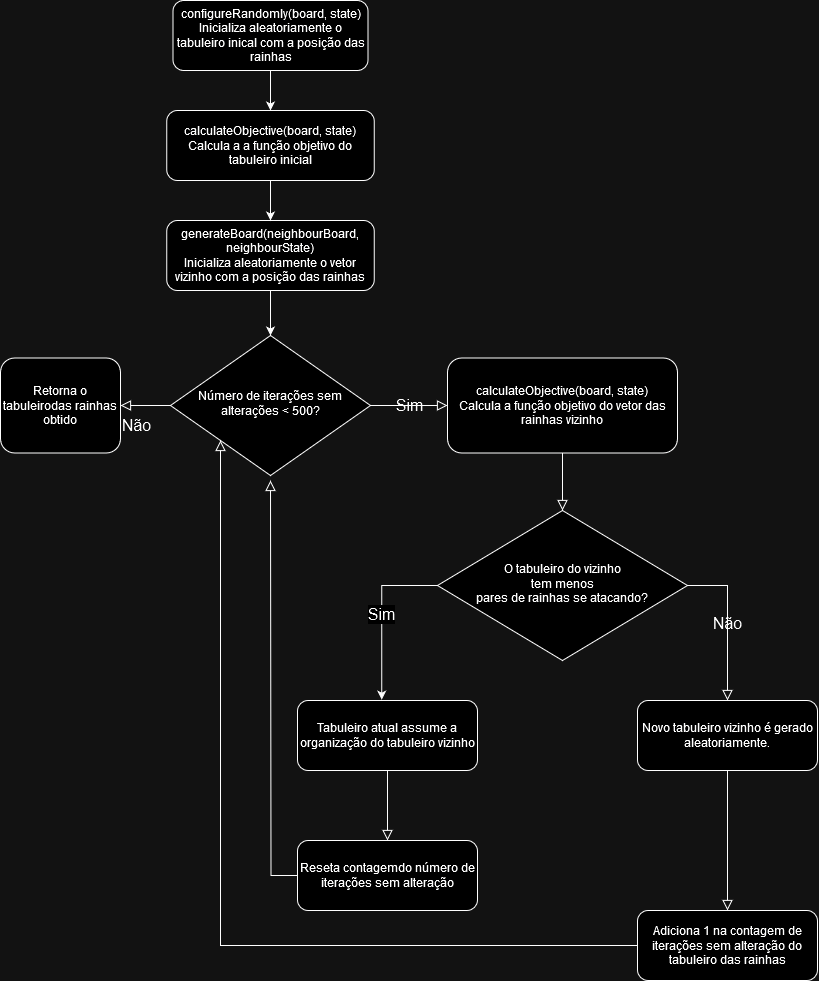 configureRandomly(board, state)
Inicializa aleatoriamente o
tabuleiro inical com a posição das
rainhas
calculateObjective(board, state)
Calcula a a função objetivo do
tabuleiro inicial
generateBoard(neighbourBoard,
neighbourState)
Inicializa aleatoriamente o vetor
vizinho com a posição das rainhas
Número de iterações sem
alterações < 500?
Não
Retorna o
tabuleirodas rainhas
obtido
Sim
calculateObjective(board, state)
Calcula a função objetivo do vetor das
rainhas vizinho
O tabuleiro do vizinho
tem menos
pares de rainhas se atacando?
Sim
Não
Tabuleiro atual assume a
organização do tabuleiro vizinho
Novo tabuleiro vizinho é gerado
aleatoriamente.
Reseta contagemdo número de
iterações sem alteração
Adiciona 1 na contagem de
iterações sem alteração do
tabuleiro das rainhas